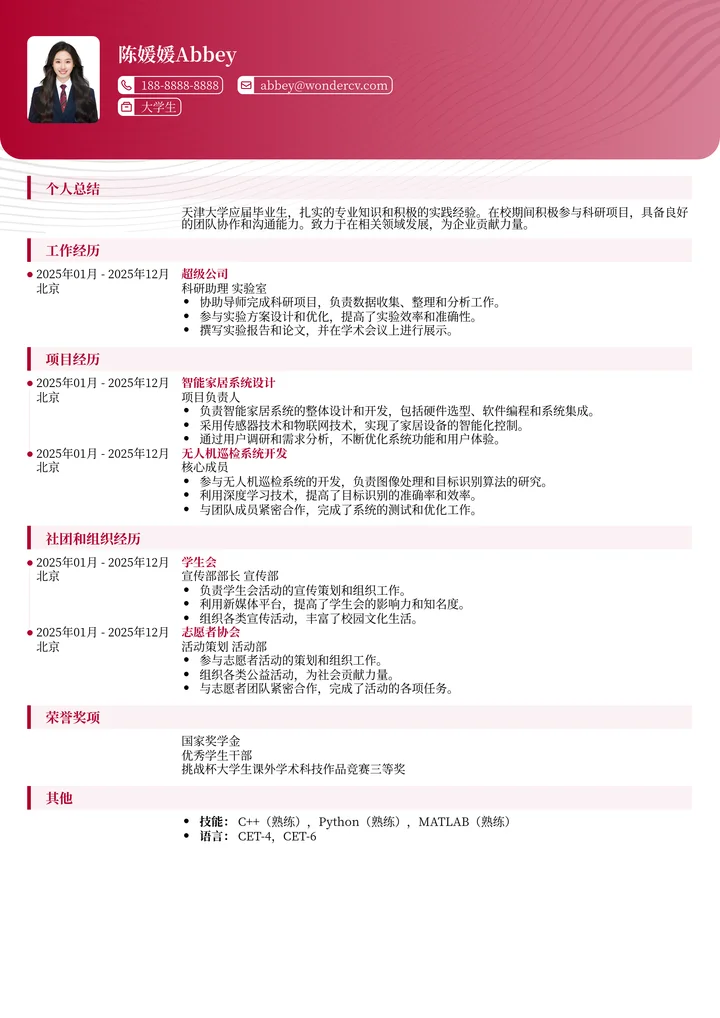 陈媛媛Abbey
188-8888-8888
abbey@wondercv.com
大学生
个人总结
天津大学应届毕业生，扎实的专业知识和积极的实践经验。在校期间积极参与科研项目，具备良好
的团队协作和沟通能力。致力于在相关领域发展，为企业贡献力量。
工作经历
2025年01月 - 2025年12月
超级公司
北京
科研助理 实验室
• 协助导师完成科研项目，负责数据收集、整理和分析工作。
• 参与实验方案设计和优化，提高了实验效率和准确性。
• 撰写实验报告和论文，并在学术会议上进行展示。
项目经历
2025年01月 - 2025年12月
智能家居系统设计
北京
项目负责人
• 负责智能家居系统的整体设计和开发，包括硬件选型、软件编程和系统集成。
• 采用传感器技术和物联网技术，实现了家居设备的智能化控制。
• 通过用户调研和需求分析，不断优化系统功能和用户体验。
2025年01月 - 2025年12月
无人机巡检系统开发
北京
核心成员
• 参与无人机巡检系统的开发，负责图像处理和目标识别算法的研究。
• 利用深度学习技术，提高了目标识别的准确率和效率。
• 与团队成员紧密合作，完成了系统的测试和优化工作。
社团和组织经历
2025年01月 - 2025年12月
学生会
北京
宣传部部长 宣传部
• 负责学生会活动的宣传策划和组织工作。
• 利用新媒体平台，提高了学生会的影响力和知名度。
• 组织各类宣传活动，丰富了校园文化生活。
2025年01月 - 2025年12月
志愿者协会
北京
活动策划 活动部
• 参与志愿者活动的策划和组织工作。
• 组织各类公益活动，为社会贡献力量。
• 与志愿者团队紧密合作，完成了活动的各项任务。
荣誉奖项
国家奖学金
优秀学生干部
挑战杯大学生课外学术科技作品竞赛三等奖
其他
• 技能： C++（熟练），Python（熟练），MATLAB（熟练）
• 语言： CET-4，CET-6